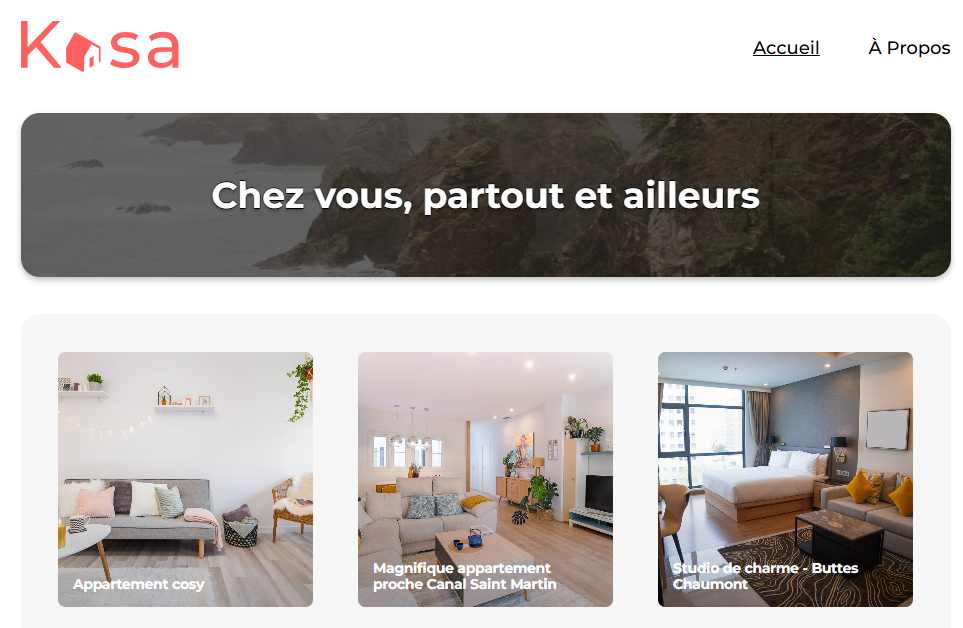 Kasa
Accueil
À Propos
Chez vous, partout et ailleurs
Appartement cosy
Magnifique appartement
proche Canal Saint Martin
Studio de charme - Buttes
Chaumont